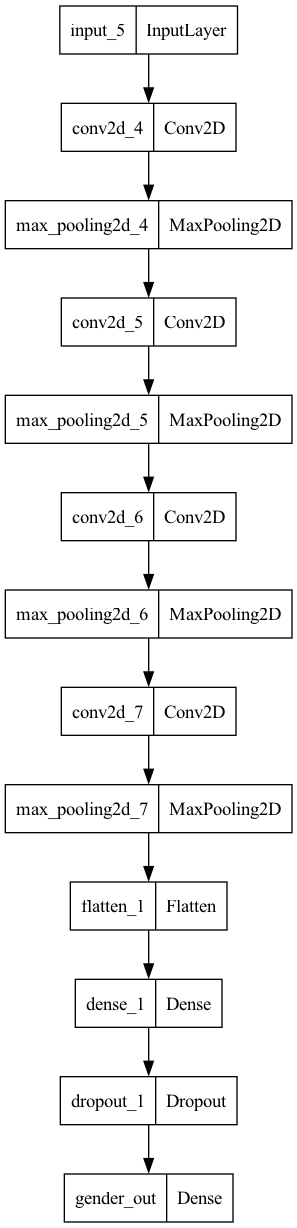 input_5 InputLayer
conv2d_4 Conv2D
max_pooling2d_4 MaxPooling2D
conv2d_5 Conv2D
max_pooling2d_5 MaxPooling2D
conv2d_6 Conv2D
max_pooling2d_6 MaxPooling2D
conv2d_7 Conv2D
max_pooling2d_7 MaxPooling2D
flatten_1 Flatten
dense_1 Dense
dropout_1 Dropout
gender_out Dense